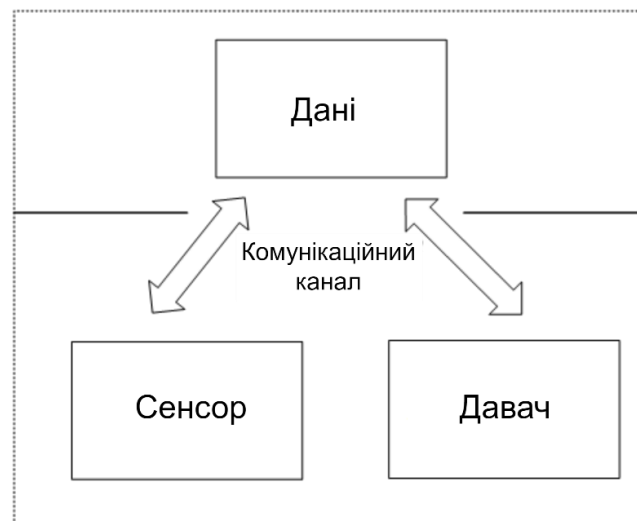 Дані
Комунікаційний
канал
Сенсор
Давач